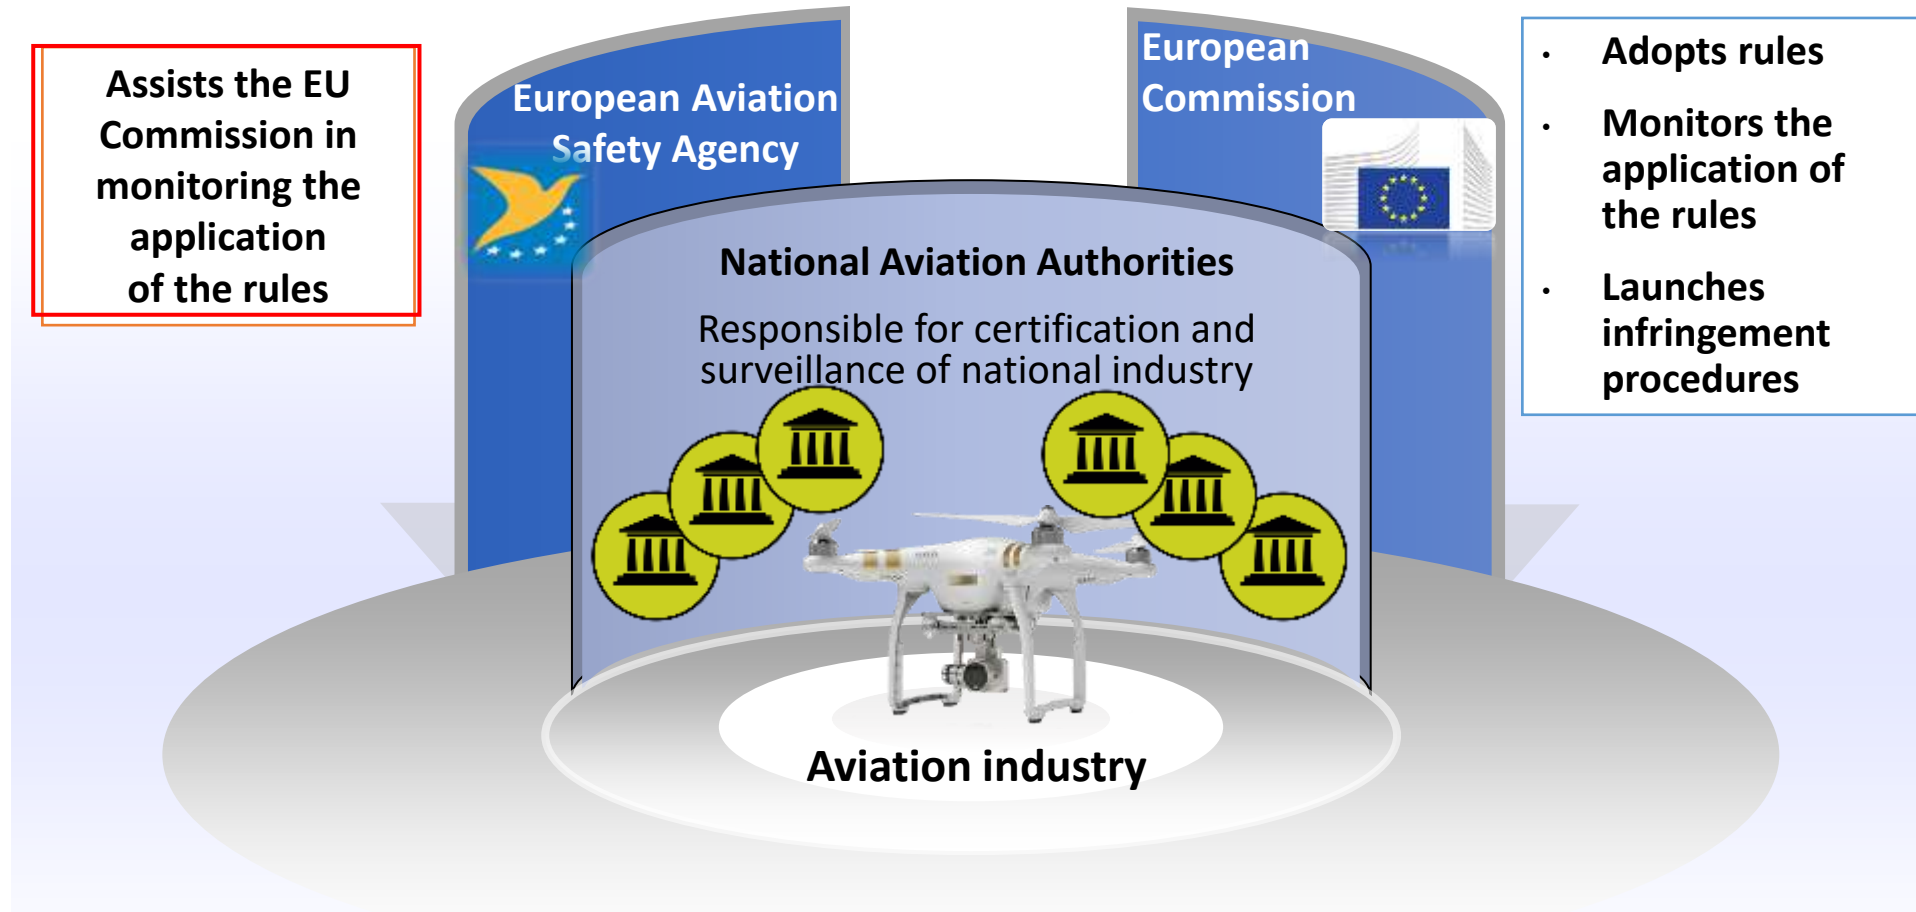 Assists the EU
Commission in
monitoring the
application
of the rules
European Aviation
Safety Agency
European
Commission
• Adopts rules
• Monitors the
application of
the rules
• Launches
infringement
procedures
National Aviation Authorities
Responsible for certification and
surveillance of national industry
Aviation industry